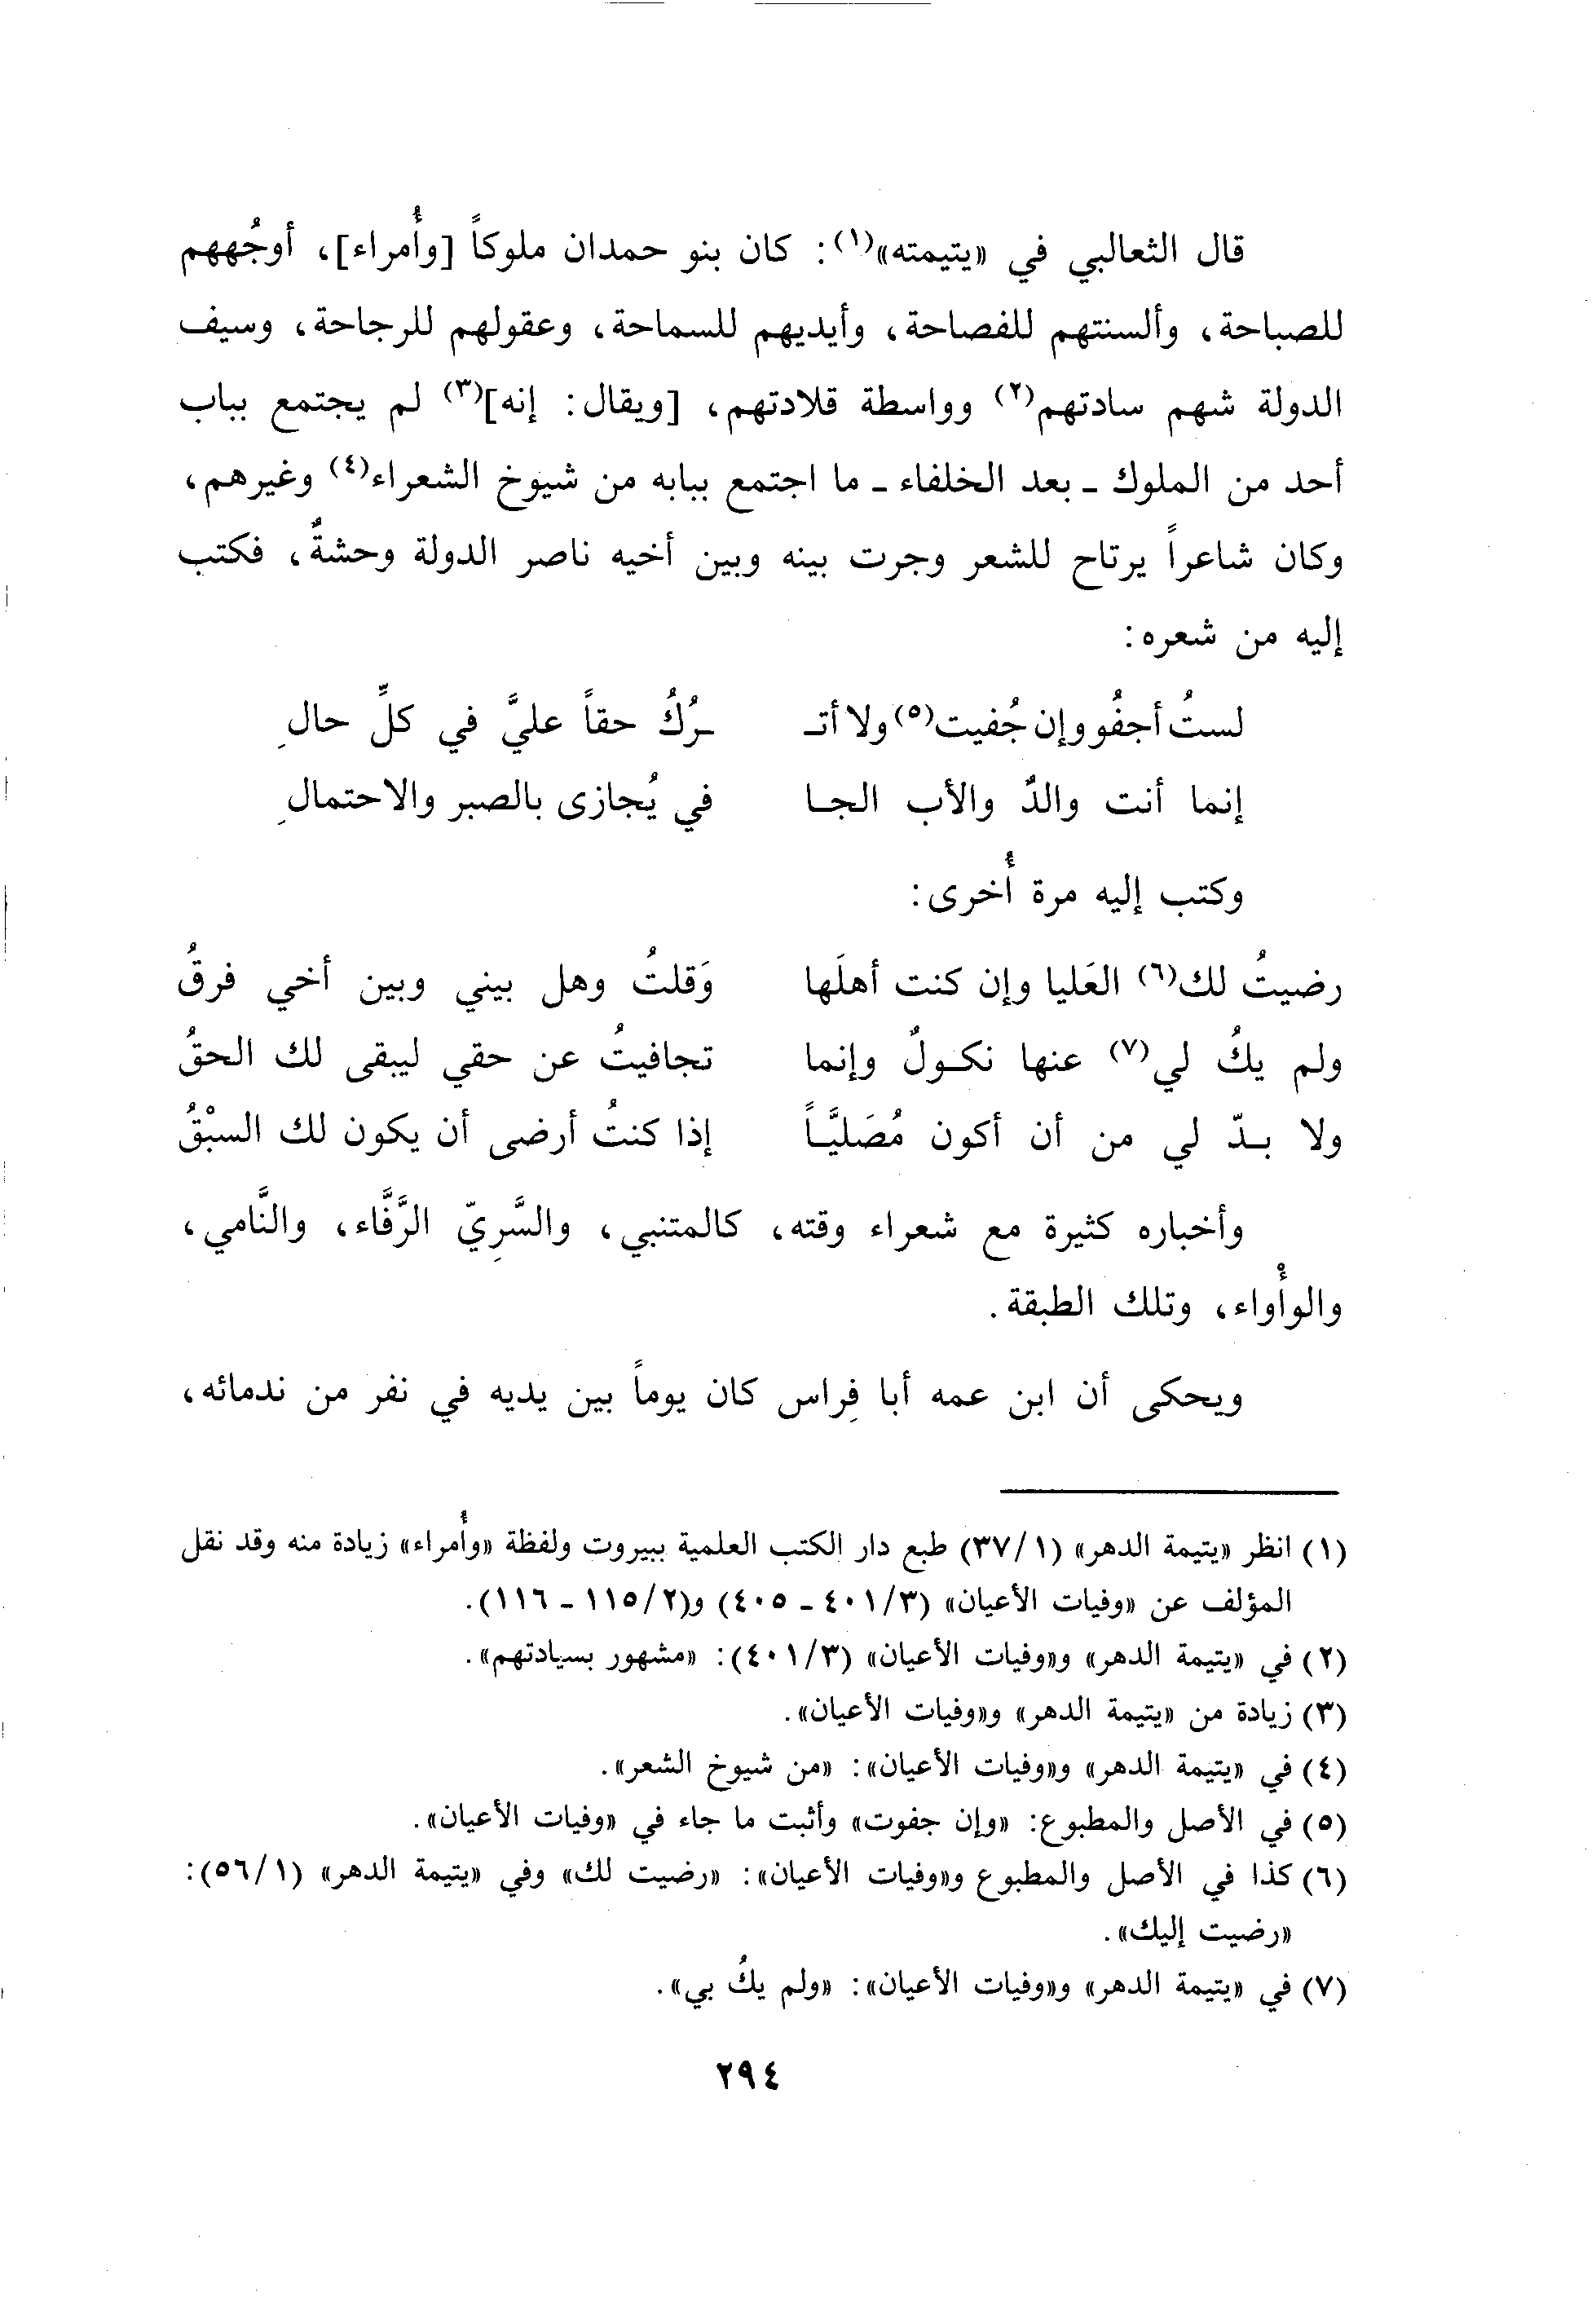 قال الثعالبي في «يتيمته»(١): كان بنو حمدان ملوكاً [وأُمراء]، أوجُههم
للصباحة، وألسنتهم للفصاحة، وأيديهم للسماحة، وعقولهم للرجاحة، وسيف
الدولة شهم سادتهم(٢) وواسطة قلادتهم، [ويقال: إنه](٣) لم يجتمع بباب
أحد من الملوك ـ بعد الخلفاء ـ ما اجتمع ببابه من شيوخ الشعراء(٤) وغيرهم،
وكان شاعراً يرتاح للشعر وجرت بينه وبين أخيه ناصر الدولة وحشةٌ، فكتب
إليه من شعره:
لستُ أجفُو وإن جُفيت(٥) ولا أتـ ـرُكُ حقاً عليَّ في كلِّ حالِ
إنما أنت والدٌ والأب الجـا في يُجازى بالصبر والاحتمالِ
وكتب إليه مرة أُخرى:
رضيتُ لك(٦) العَليا وإن كنت أهلَها وَقلتُ وهل بيني وبين أخي فرقُ
ولم يكُ لي(٧) عنها نكـولٌ وإنما تجافيتُ عن حقي ليبقى لك الحقُ
ولا بـدّ لي من أن أكون مُصَليَّـاً إذا كنتُ أرضى أن يكون لك السبْقُ
وأخباره كثيرة مع شعراء وقته، كالمتنبي، والسَّرِيّ الرَّفَّاء، والنَّامي،
والوأْواء، وتلك الطبقة.
ويحكى أن ابن عمه أبا فِراس كان يوماً بين يديه في نفر من ندمائه،
(١) انظر «يتيمة الدهر» (٣٧/١) طبع دار الكتب العلمية ببيروت ولفظة «وأُمراء» زيادة منه وقد نقل
المؤلف عن «وفيات الأعيان» (٤٠١/٣ ـ ٤٠٥) و(١١٥/٢ ـ ١١٦).
(٢) في «يتيمة الدهر» و«وفيات الأعيان» (٤٠١/٣): «مشهور بسيادتهم».
(٣) زيادة من «يتيمة الدهر» و«وفيات الأعيان».
(٤) في «يتيمة الدهر» و«وفيات الأعيان»: «من شيوخ الشعر».
(٥) في الأصل والمطبوع: «وإن جفوت» وأثبت ما جاء في «وفيات الأعيان».
(٦) كذا في الأصل والمطبوع و«وفيات الأعيان»: «رضيت لك» وفي «يتيمة الدهر» (٥٦/١):
«رضيت إليك».
(٧) في «يتيمة الدهر» و«وفيات الأعيان»: «ولم يكُ بي».
٢٩٤